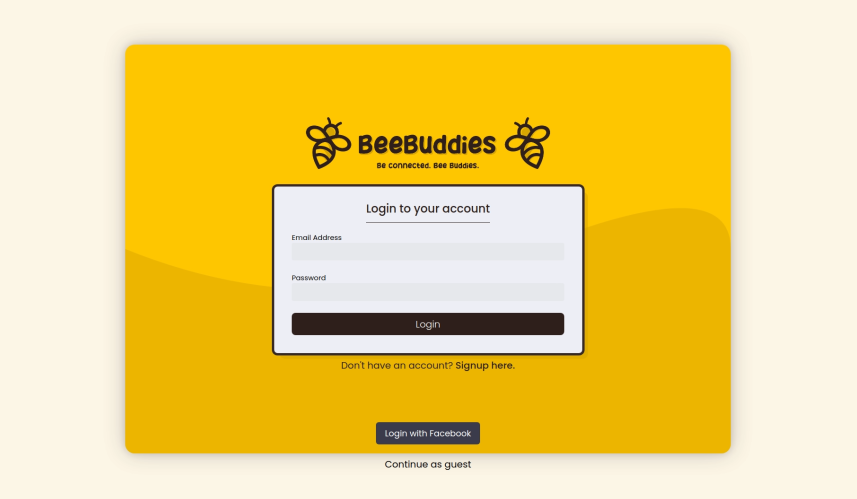 BeeBuddies
Be connected. Bee Buddies.
Login to your account
Email Address
Password
Login
Don't have an account? Signup here.
Login with Facebook
Continue as guest